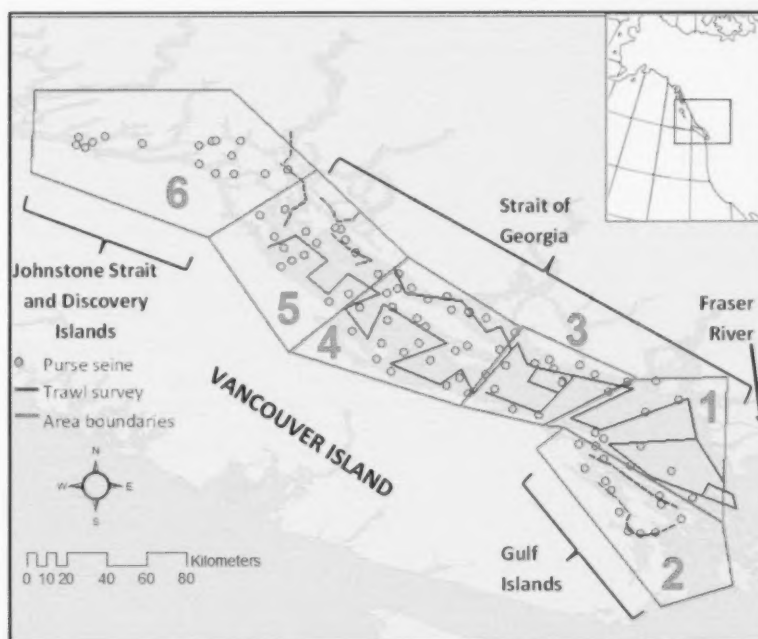 6
Strait of
Georgia
Johnstone Strait
and Discovery
Islands
5
4
3
Fraser
River
1
Purse seine
Trawl survey
Area boundaries
VANCOUVER ISLAND
N
W E
S
Gulf
Islands
2
Kilometers
0 10 20 40 60 80